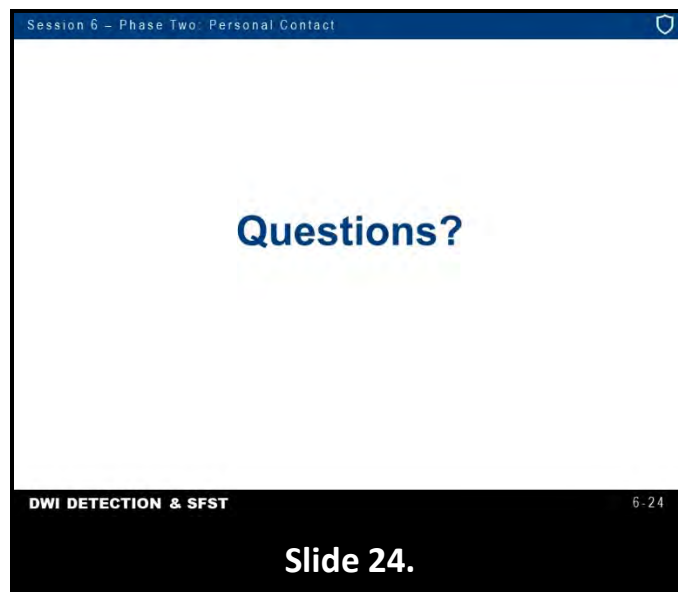 Session 6 – Phase Two: Personal Contact
Questions?
DWI DETECTION & SFST
6-24
Slide 24.